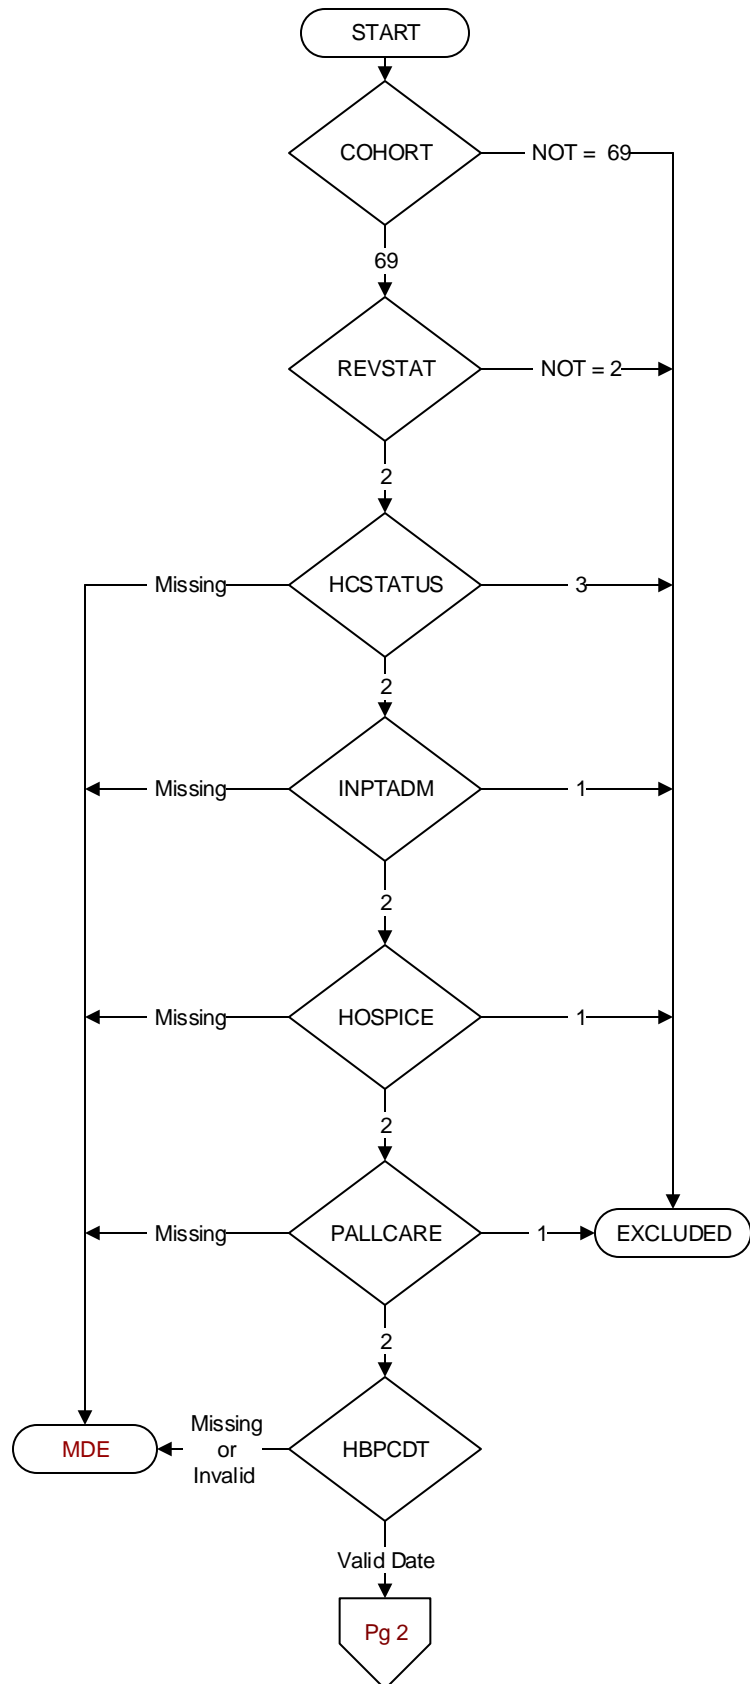 START
COHORT
NOT = 69
69
REVSTAT
NOT = 2
2
Missing
HCSTATUS
3
2
Missing
INPTADM
1
2
Missing
HOSPICE
1
2
Missing
PALLCARE
1
EXCLUDED
2
MDE
Missing
or
Invalid
HBPCDT
Valid Date
Pg 2